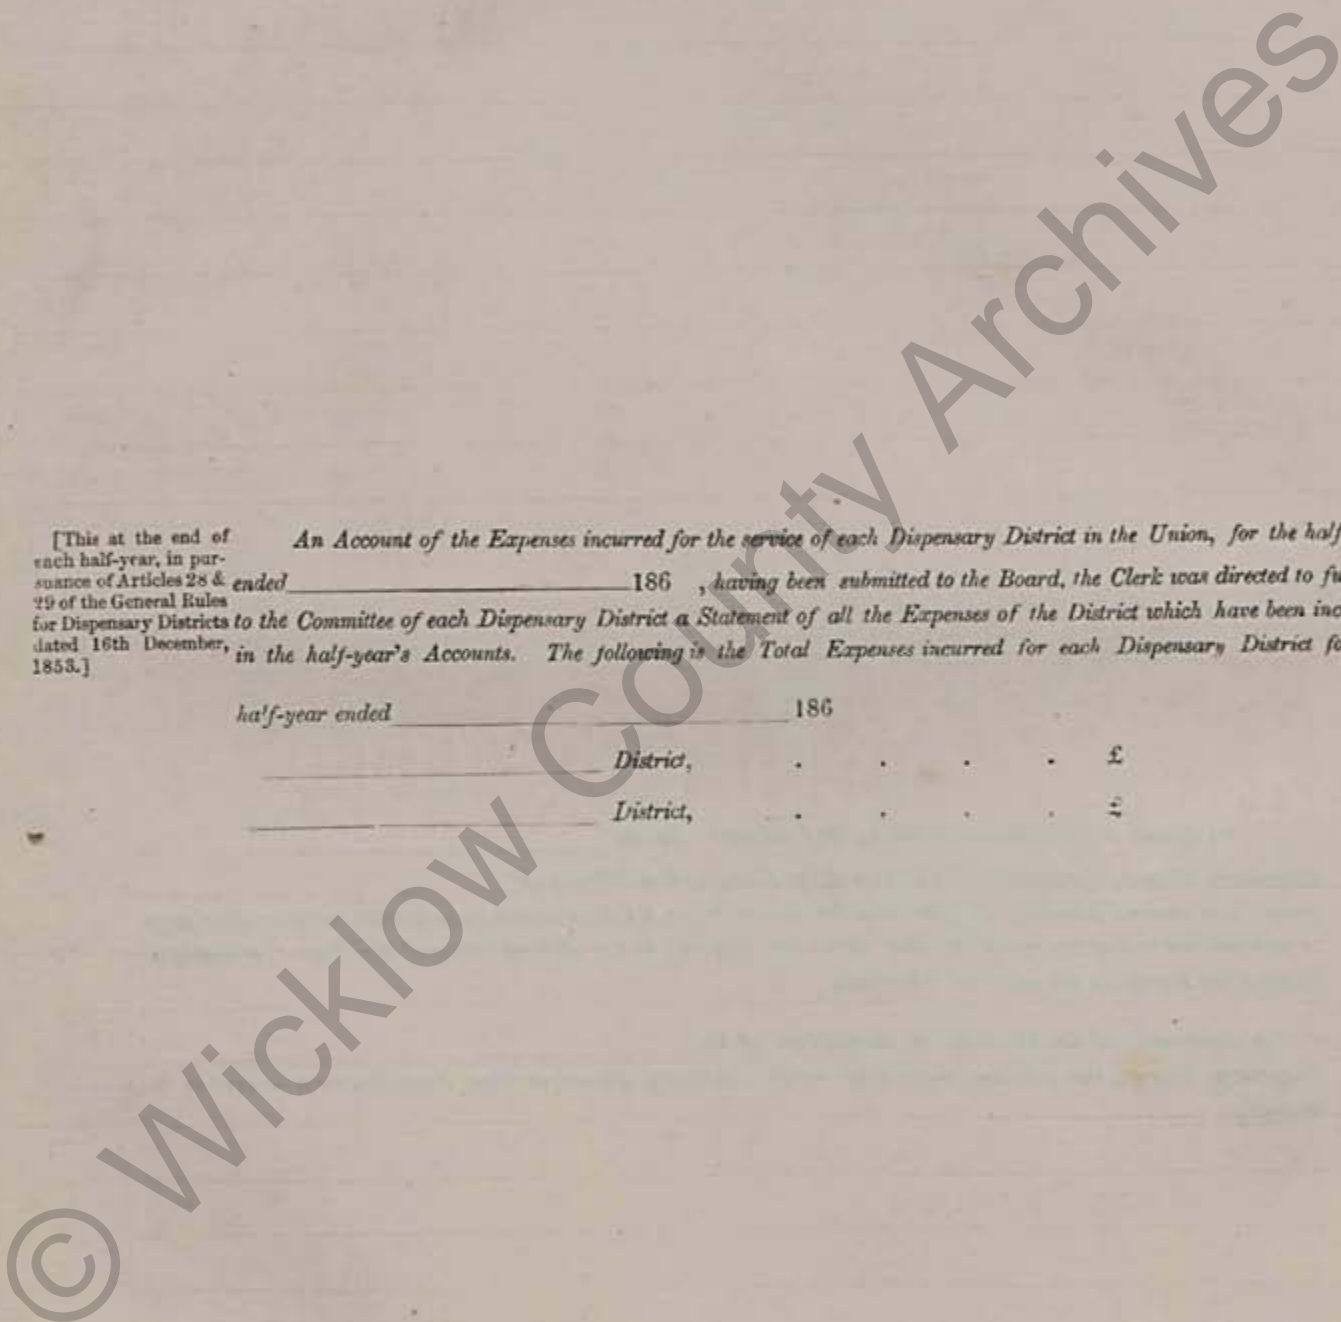 [This at the end of
each half-year, in pur-
suance of Articles 28 &
29 of the General Rules
for Dispensary Districts
dated 16th December,
1853.]
An Account of the Expenses incurred for the service of each Dispensary District in the Union, for the half
ended 186 , having been submitted to the Board, the Clerk was directed to fu
to the Committee of each Dispensary District a Statement of all the Expenses of the District which have been inc
in the half-year's Accounts. The following is the Total Expenses incurred for each Dispensary District fo
half-year ended 186
District, . . . . £
District, . . . . £
© Wicklow County Archives